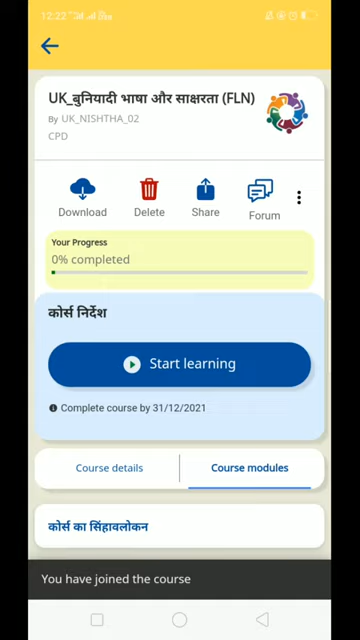 12:22
UK_बुनियादी भाषा और साक्षरता (FLN)
By UK_NISHTHA_02
CPD
Download
Delete
Share
Forum
Your Progress
0% completed
कोर्स निर्देश
Start learning
Complete course by 31/12/2021
Course details
Course modules
कोर्स का सिंहावलोकन
You have joined the course